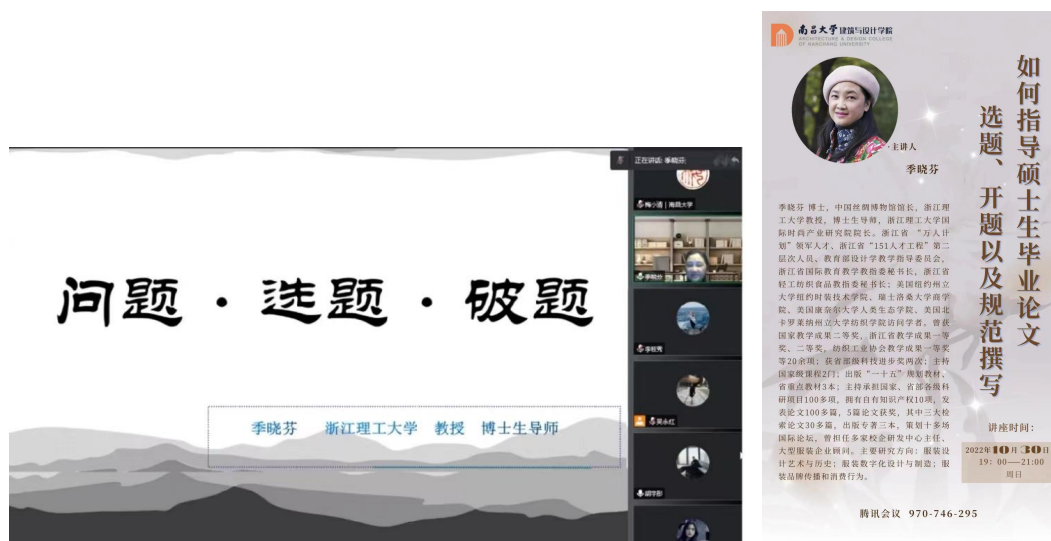 正在讲话: 季晓芬;
梅小清 | 南昌大学
季晓芬
李桂秀
吴永红
胡宇彤
问题·选题·破题
季晓芬 浙江理工大学 教授 博士生导师
南昌大学建筑与设计学院
ARCHITECTURE & DESIGN COLLEGE
OF NANCHANG UNIVERSITY
如何指导硕士生毕业论文
选题、开题以及规范撰写
·主讲人
季晓芬
季晓芬 博士，中国丝绸博物馆馆长，浙江理
工大学教授，博士生导师，浙江理工大学国
际时尚产业研究院院长。浙江省 “万人计
划”领军人才、浙江省“151人才工程”第二
层次人员、教育部设计学教学指导委员会，
浙江省国际教育教学教指委秘书长，浙江省
轻工纺织食品教指委秘书长；美国纽约州立
大学纽约时装技术学院、瑞士洛桑大学商学
院、美国康奈尔大学人类生态学院、美国北
卡罗莱纳州立大学纺织学院访问学者。曾获
国家教学成果二等奖，浙江省教学成果一等
奖、二等奖，纺织工业协会教学成果一等奖
等20余项；获省部级科技进步奖两次；主持
国家级课程2门；出版“一十五”规划教材、
省重点教材3本；主持承担国家、省部各级科
研项目100多项，拥有自有知识产权10项，发
表论文100多篇，5篇论文获奖，其中三大检
索论文30多篇，出版专著三本，策划十多场
国际论坛，曾担任多家校企研发中心主任、
大型服装企业顾问。主要研究方向：服装设
计艺术与历史；服装数字化设计与制造；服
装品牌传播和消费行为。
讲座时间：
2022年10月30日
19：00——21:00
周日
腾讯会议 970-746-295